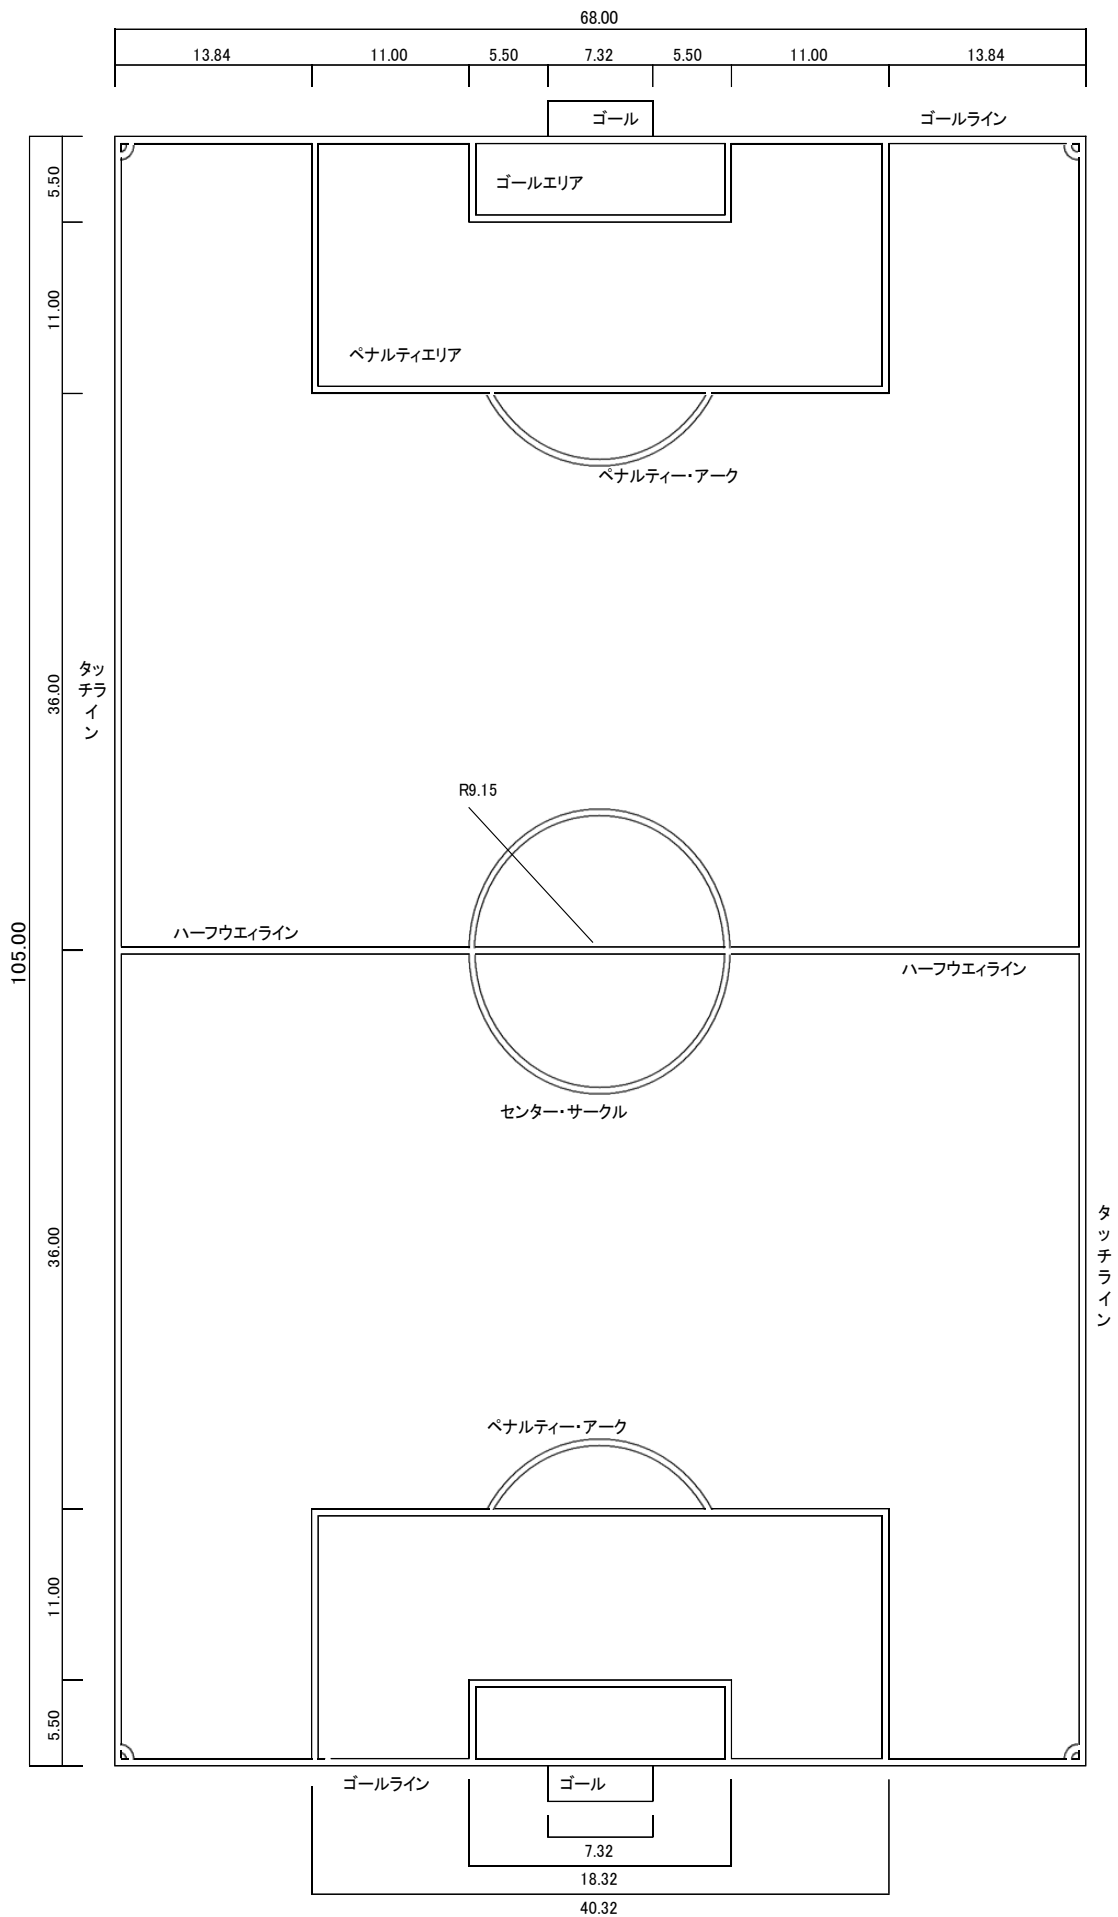 68.00
13.84 11.00 5.50 7.32 5.50 11.00 13.84
ゴール
ゴールライン
5.50
ゴールエリア
11.00
ペナルティエリア
ペナルティー・アーク
36.00
タッ
チラ
イ
ン
R9.15
105.00
ハーフウエィライン
ハーフウエィライン
センター・サークル
36.00
タ
ッ
チ
ラ
イ
ン
ペナルティー・アーク
11.00
5.50
ゴールライン
ゴール
7.32
18.32
40.32